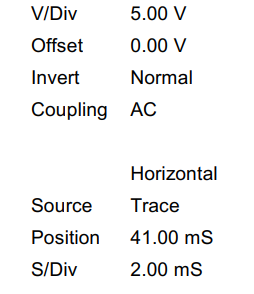 V/Div 5.00 V
Offset 0.00 V
Invert Normal
Coupling AC
Horizontal
Source Trace
Position 41.00 mS
S/Div 2.00 mS